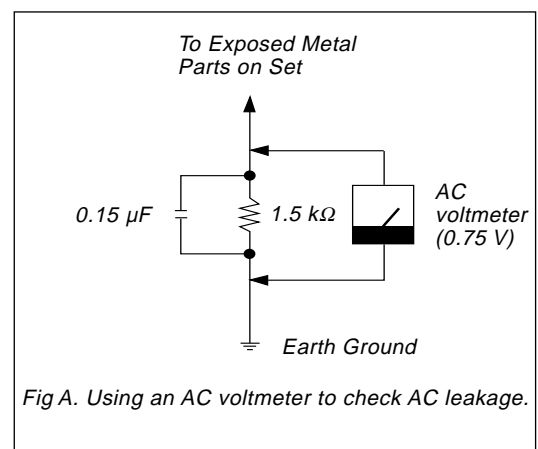 To Exposed Metal
Parts on Set
0.15 µF
1.5 kΩ
AC
voltmeter
(0.75 V)
Earth Ground
Fig A. Using an AC voltmeter to check AC leakage.